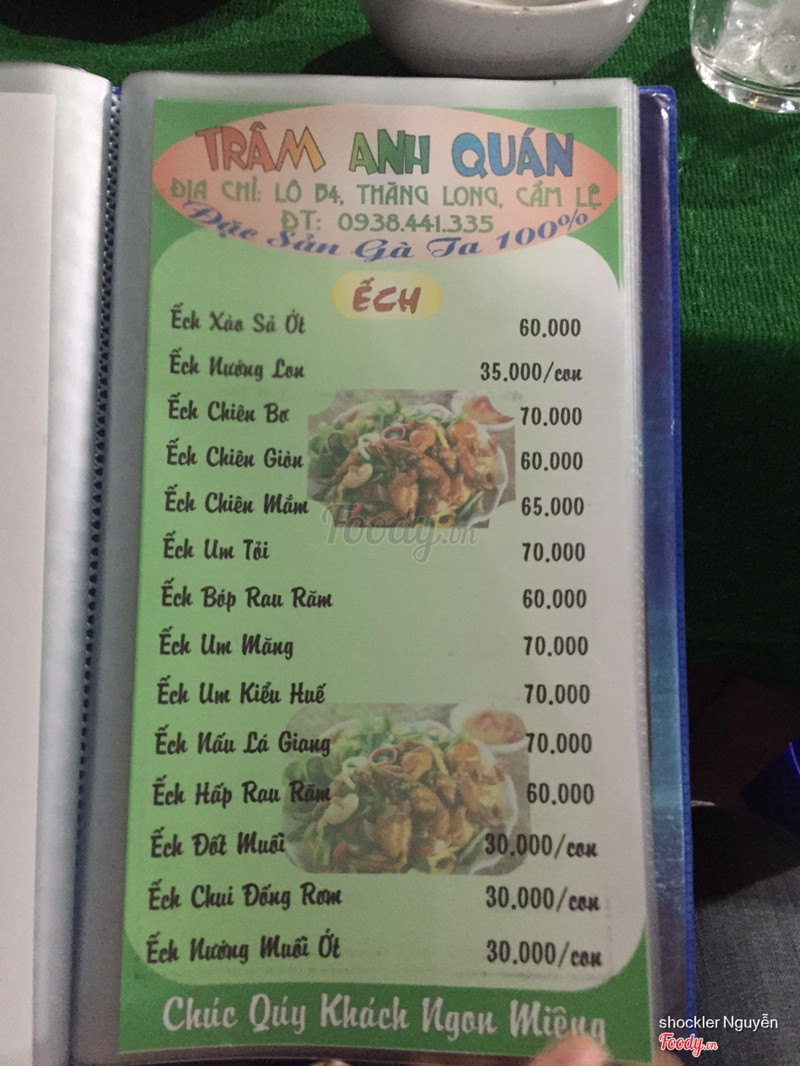 TRÂM ANH QUÁN
ĐỊA CHỈ: LÔ B4, THĂNG LONG, CẨM LỆ
ĐT: 0938.441.335
Đặc Sản Gà Ta 100%
ẾCH
Ếch Xào Sả Ớt 60.000
Ếch Nướng Lon 35.000/con
Ếch Chiên Bơ 70.000
Ếch Chiên Giòn 60.000
Ếch Chiên Mắm 65.000
Foody.vn
Ếch Um Tỏi 70.000
Ếch Bóp Rau Răm 60.000
Ếch Um Măng 70.000
Ếch Um Kiểu Huế 70.000
Ếch Nấu Lá Giang 70.000
Ếch Hấp Rau Răm 60.000
Ếch Đốt Muối 30.000/con
Ếch Chui Đống Rơm 30.000/con
Ếch Nướng Muối Ớt 30.000/con
Chúc Qúy Khách Ngon Miệng
shockler Nguyễn
Foody.vn